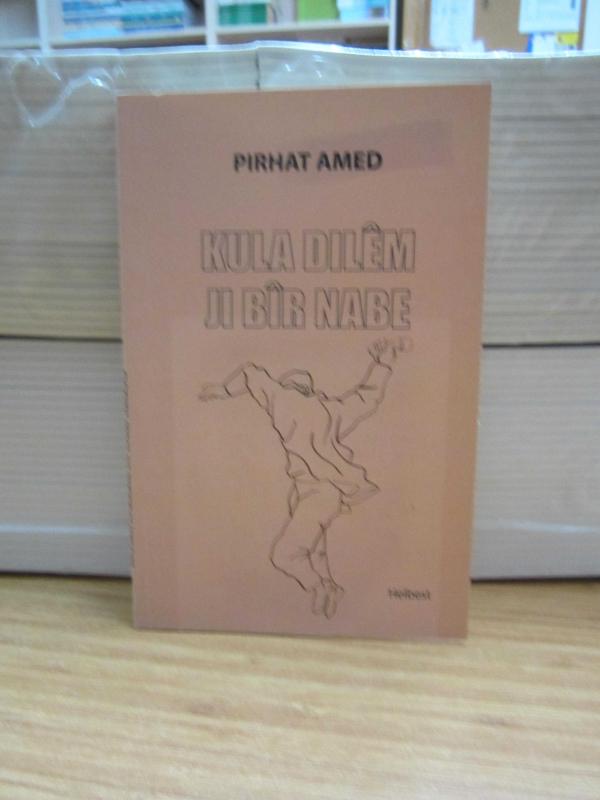 PIRHAT AMED
KULA DILÊM
JI BÎR NABE
Helbest